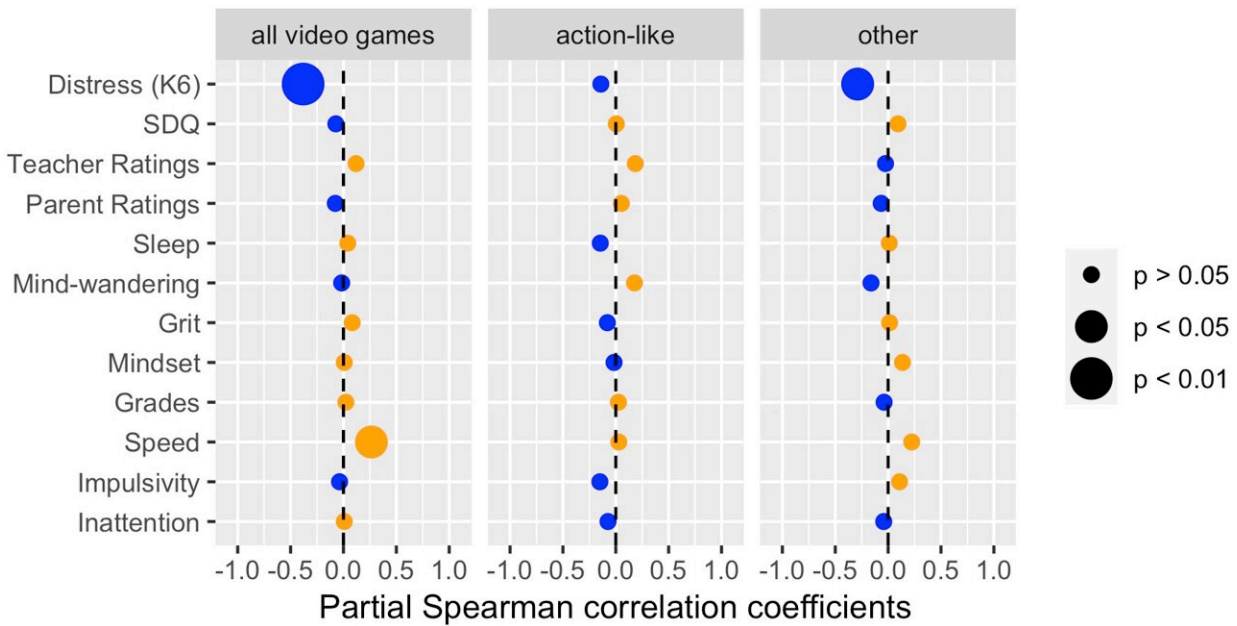 all video games action-like other
Distress (K6)
SDQ
Teacher Ratings
Parent Ratings
Sleep
Mind-wandering
Grit
Mindset
Grades
Speed
Impulsivity
Inattention
p > 0.05
p < 0.05
p < 0.01
-1.0 -0.5 0.0 0.5 1.0 -1.0 -0.5 0.0 0.5 1.0 -1.0 -0.5 0.0 0.5 1.0
Partial Spearman correlation coefficients